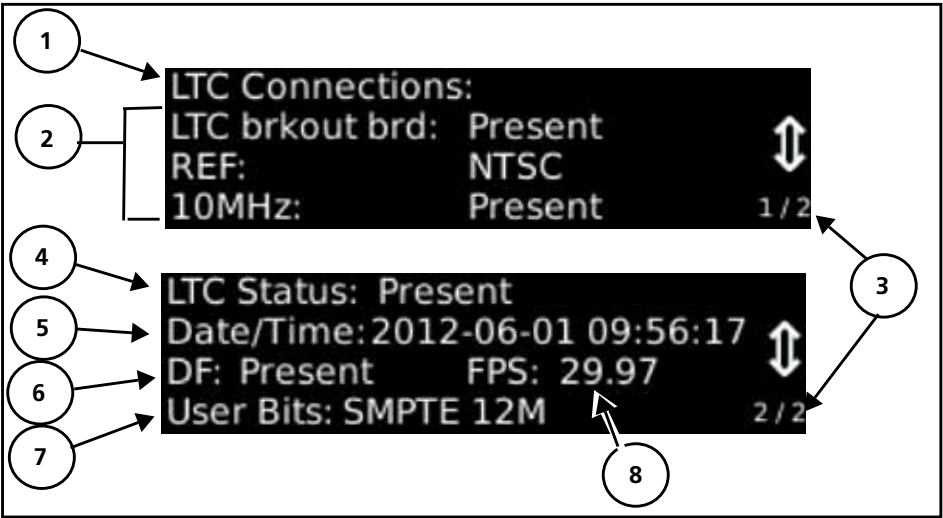 1
LTC Connections:
2
LTC brkout brd: Present
REF: NTSC
10MHz: Present
1/2
3
4
LTC Status: Present
5
Date/Time: 2012-06-01 09:56:17
6
DF: Present FPS: 29.97
7
User Bits: SMPTE 12M
2/2
8